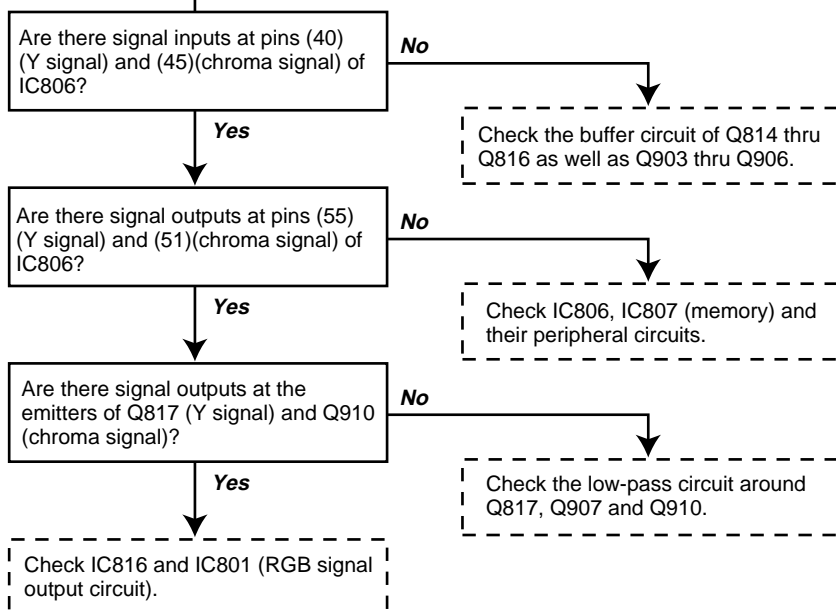 Are there signal inputs at pins (40)
(Y signal) and (45)(chroma signal) of
IC806?
No
Yes
Check the buffer circuit of Q814 thru
Q816 as well as Q903 thru Q906.
Are there signal outputs at pins (55)
(Y signal) and (51)(chroma signal) of
IC806?
No
Yes
Check IC806, IC807 (memory) and
their peripheral circuits.
Are there signal outputs at the
emitters of Q817 (Y signal) and Q910
(chroma signal)?
No
Yes
Check the low-pass circuit around
Q817, Q907 and Q910.
Check IC816 and IC801 (RGB signal
output circuit).